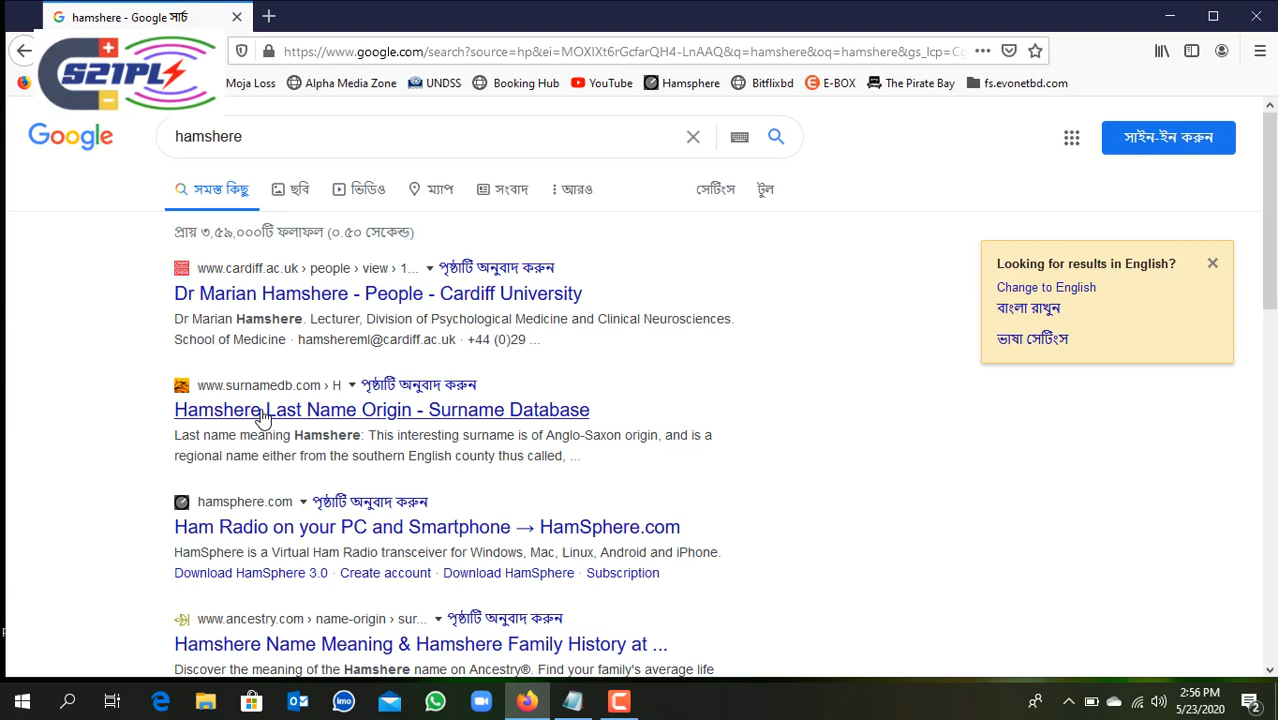 hamshere - Google সার্চ
S21PL
https://www.google.com/search?source=hp&ei=MOXIXt6rGcfarQH4-LnAAQ&q=hamshere&oq=hamshere&gs_lcp=Cg
Moja Loss Alpha Media Zone UNDSS Booking Hub YouTube Hamsphere Bitflixbd E-BOX The Pirate Bay fs.evonetbd.com
Google hamshere সাইন-ইন করুন
সমস্ত কিছু ছবি ভিডিও ম্যাপ সংবাদ আরও সেটিংস টুল
প্রায় ৩,৫৯,০০০টি ফলাফল (০.৫০ সেকেন্ড)
www.cardiff.ac.uk › people › view › 1... পৃষ্ঠাটি অনুবাদ করুন
Dr Marian Hamshere - People - Cardiff University
Dr Marian Hamshere. Lecturer, Division of Psychological Medicine and Clinical Neurosciences.
School of Medicine · hamshereml@cardiff.ac.uk · +44 (0)29 ...
Looking for results in English?
Change to English
বাংলা রাখুন
ভাষা সেটিংস
www.surnamedb.com › H পৃষ্ঠাটি অনুবাদ করুন
Hamshere Last Name Origin - Surname Database
Last name meaning Hamshere: This interesting surname is of Anglo-Saxon origin, and is a
regional name either from the southern English county thus called, ...
hamsphere.com পৃষ্ঠাটি অনুবাদ করুন
Ham Radio on your PC and Smartphone → HamSphere.com
HamSphere is a Virtual Ham Radio transceiver for Windows, Mac, Linux, Android and iPhone.
Download HamSphere 3.0 · Create account · Download HamSphere · Subscription
www.ancestry.com › name-origin › sur... পৃষ্ঠাটি অনুবাদ করুন
Hamshere Name Meaning & Hamshere Family History at ...
Discover the meaning of the Hamshere name on Ancestry®. Find your family's average life
imo
2:56 PM
5/23/2020
2